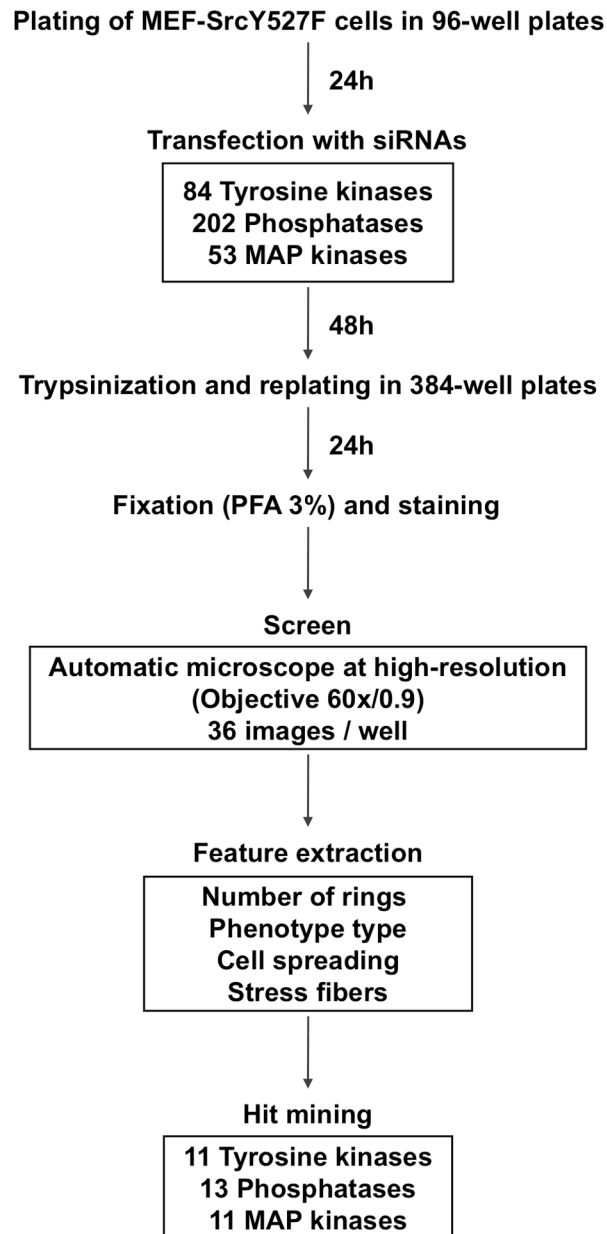 Plating of MEF-SrcY527F cells in 96-well plates
24h
Transfection with siRNAs
84 Tyrosine kinases
202 Phosphatases
53 MAP kinases
48h
Trypsinization and replating in 384-well plates
24h
Fixation (PFA 3%) and staining
Screen
Automatic microscope at high-resolution
(Objective 60x/0.9)
36 images / well
Feature extraction
Number of rings
Phenotype type
Cell spreading
Stress fibers
Hit mining
11 Tyrosine kinases
13 Phosphatases
11 MAP kinases